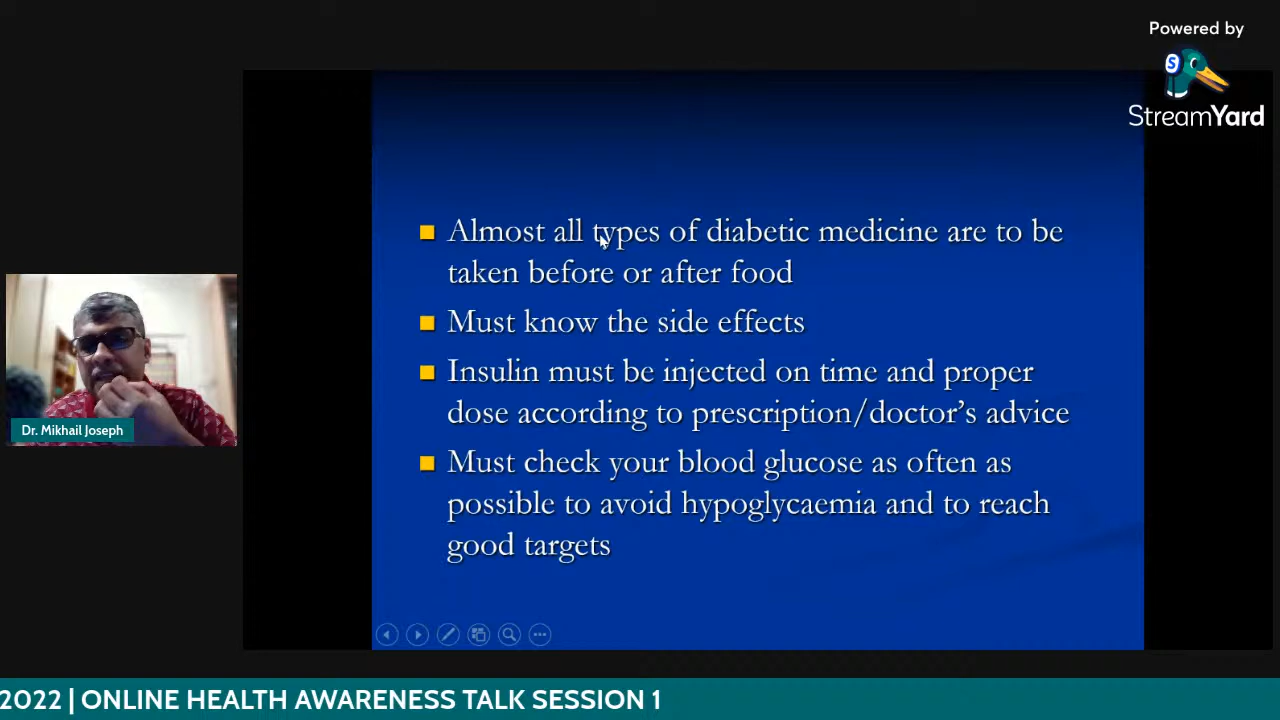 Powered by
StreamYard
Almost all types of diabetic medicine are to be
taken before or after food
Must know the side effects
Insulin must be injected on time and proper
dose according to prescription/doctor’s advice
Must check your blood glucose as often as
possible to avoid hypoglycaemia and to reach
good targets
Dr. Mikhail Joseph
2022 | ONLINE HEALTH AWARENESS TALK SESSION 1